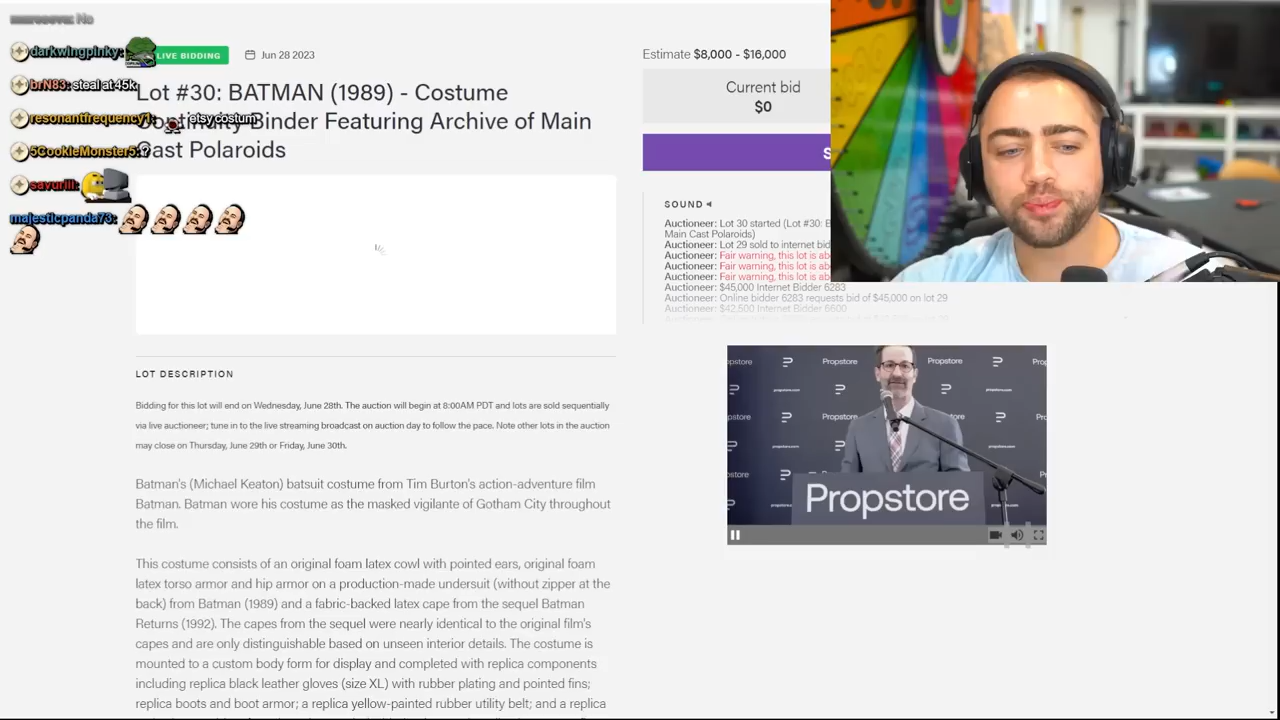 No
darkwingpinky:
brN83: steal at 45k
resonantfrequency1: etsy costum
5CookieMonster5: ?
savurili:
majesticpanda73:
LIVE BIDDING
Jun 28 2023
Lot #30: BATMAN (1989) - Costume
Continuity Binder Featuring Archive of Main
Cast Polaroids
LOT DESCRIPTION
Bidding for this lot will end on Wednesday, June 28th. The auction will begin at 8:00AM PDT and lots are sold sequentially
via live auctioneer; tune in to the live streaming broadcast on auction day to follow the pace. Note other lots in the auction
may close on Thursday, June 29th or Friday, June 30th.
Batman's (Michael Keaton) batsuit costume from Tim Burton's action-adventure film
Batman. Batman wore his costume as the masked vigilante of Gotham City throughout
the film.
This costume consists of an original foam latex cowl with pointed ears, original foam
latex torso armor and hip armor on a production-made undersuit (without zipper at the
back) from Batman (1989) and a fabric-backed latex cape from the sequel Batman
Returns (1992). The capes from the sequel were nearly identical to the original film's
capes and are only distinguishable based on unseen interior details. The costume is
mounted to a custom body form for display and completed with replica components
including replica black leather gloves (size XL) with rubber plating and pointed fins;
replica boots and boot armor; a replica yellow-painted rubber utility belt; and a replica
Estimate $8,000 - $16,000
Current bid
$0
S
SOUND
Auctioneer: Lot 30 started (Lot #30: B
Main Cast Polaroids)
Auctioneer: Lot 29 sold to internet bid
Auctioneer: Fair warning, this lot is ab
Auctioneer: Fair warning, this lot is ab
Auctioneer: Fair warning, this lot is ab
Auctioneer: $45,000 Internet Bidder 6283
Auctioneer: Online bidder 6283 requests bid of $45,000 on lot 29
Auctioneer: $42,500 Internet Bidder 6600
Propstore
Propstore
Propstore
propstore.com
Propstore